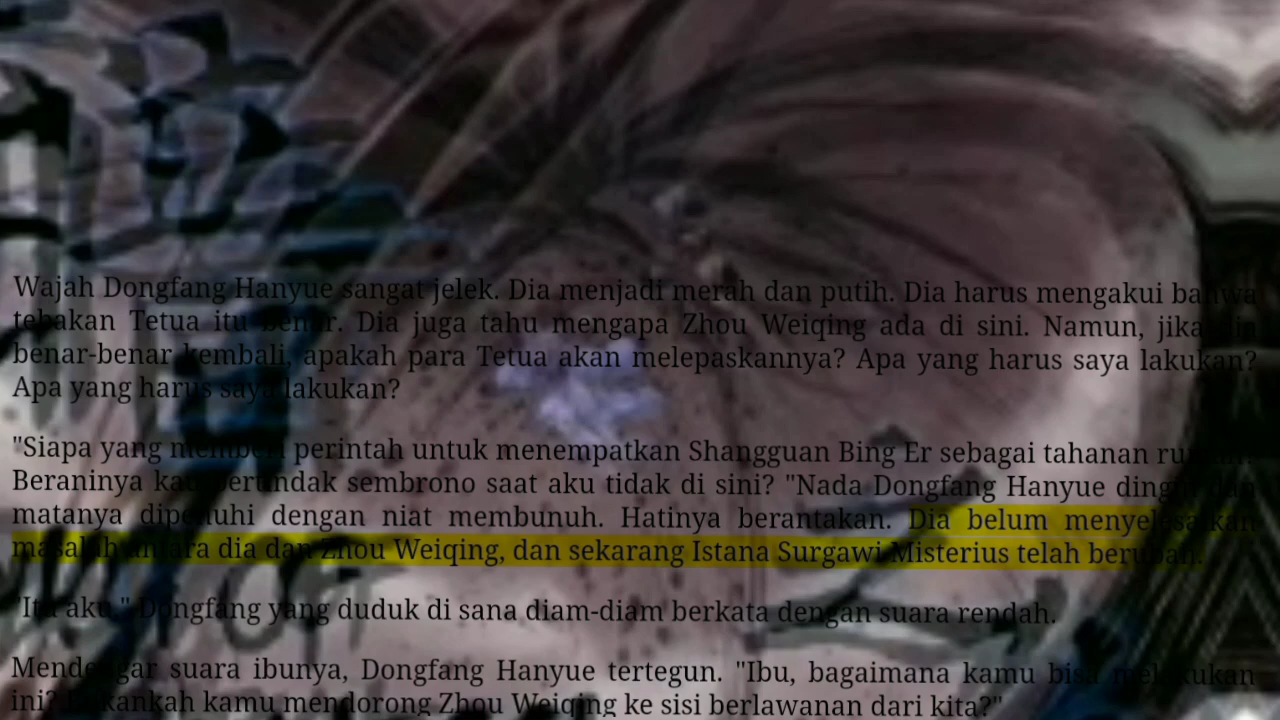 Wajah Dongfang Hanyue sangat jelek. Dia menjadi merah dan putih. Dia harus mengakui bahwa
tebakan Tetua itu benar. Dia juga tahu mengapa Zhou Weiqing ada di sini. Namun, jika
benar-benar kembali, apakah para Tetua akan melepaskannya? Apa yang harus saya lakukan?
Apa yang harus saya lakukan?
"Siapa yang memberi perintah untuk menempatkan Shangguan Bing Er sebagai tahanan
Beraninya kau bertindak sembrono saat aku tidak di sini? "Nada Dongfang Hanyue dingin dan
matanya dipenuhi dengan niat membunuh. Hatinya berantakan. Dia belum menyelesaikan
masalah antara dia dan Zhou Weiqing, dan sekarang Istana Surgawi Misterius telah berubah.
"Itu aku." Dongfang yang duduk di sana diam-diam berkata dengan suara rendah.
Mendengar suara ibunya, Dongfang Hanyue tertegun. "Ibu, bagaimana kamu bisa melakukan
ini? Bukankah kamu mendorong Zhou Weiqing ke sisi berlawanan dari kita?"